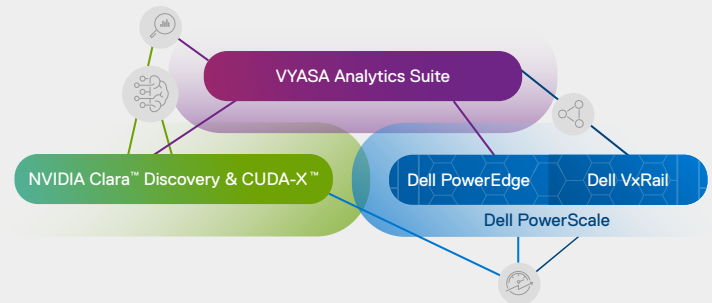 VYASA Analytics Suite
NVIDIA Clara™ Discovery & CUDA-X™
Dell PowerEdge
Dell VxRail
Dell PowerScale